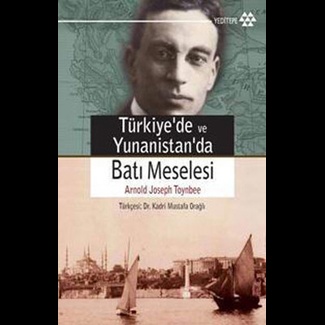 YEDİTEPE
Türkiye'de ve
Yunanistan'da
Batı Meselesi
Arnold Joseph Toynbee
Türkçesi: Dr. Kadri Mustafa Orağlı